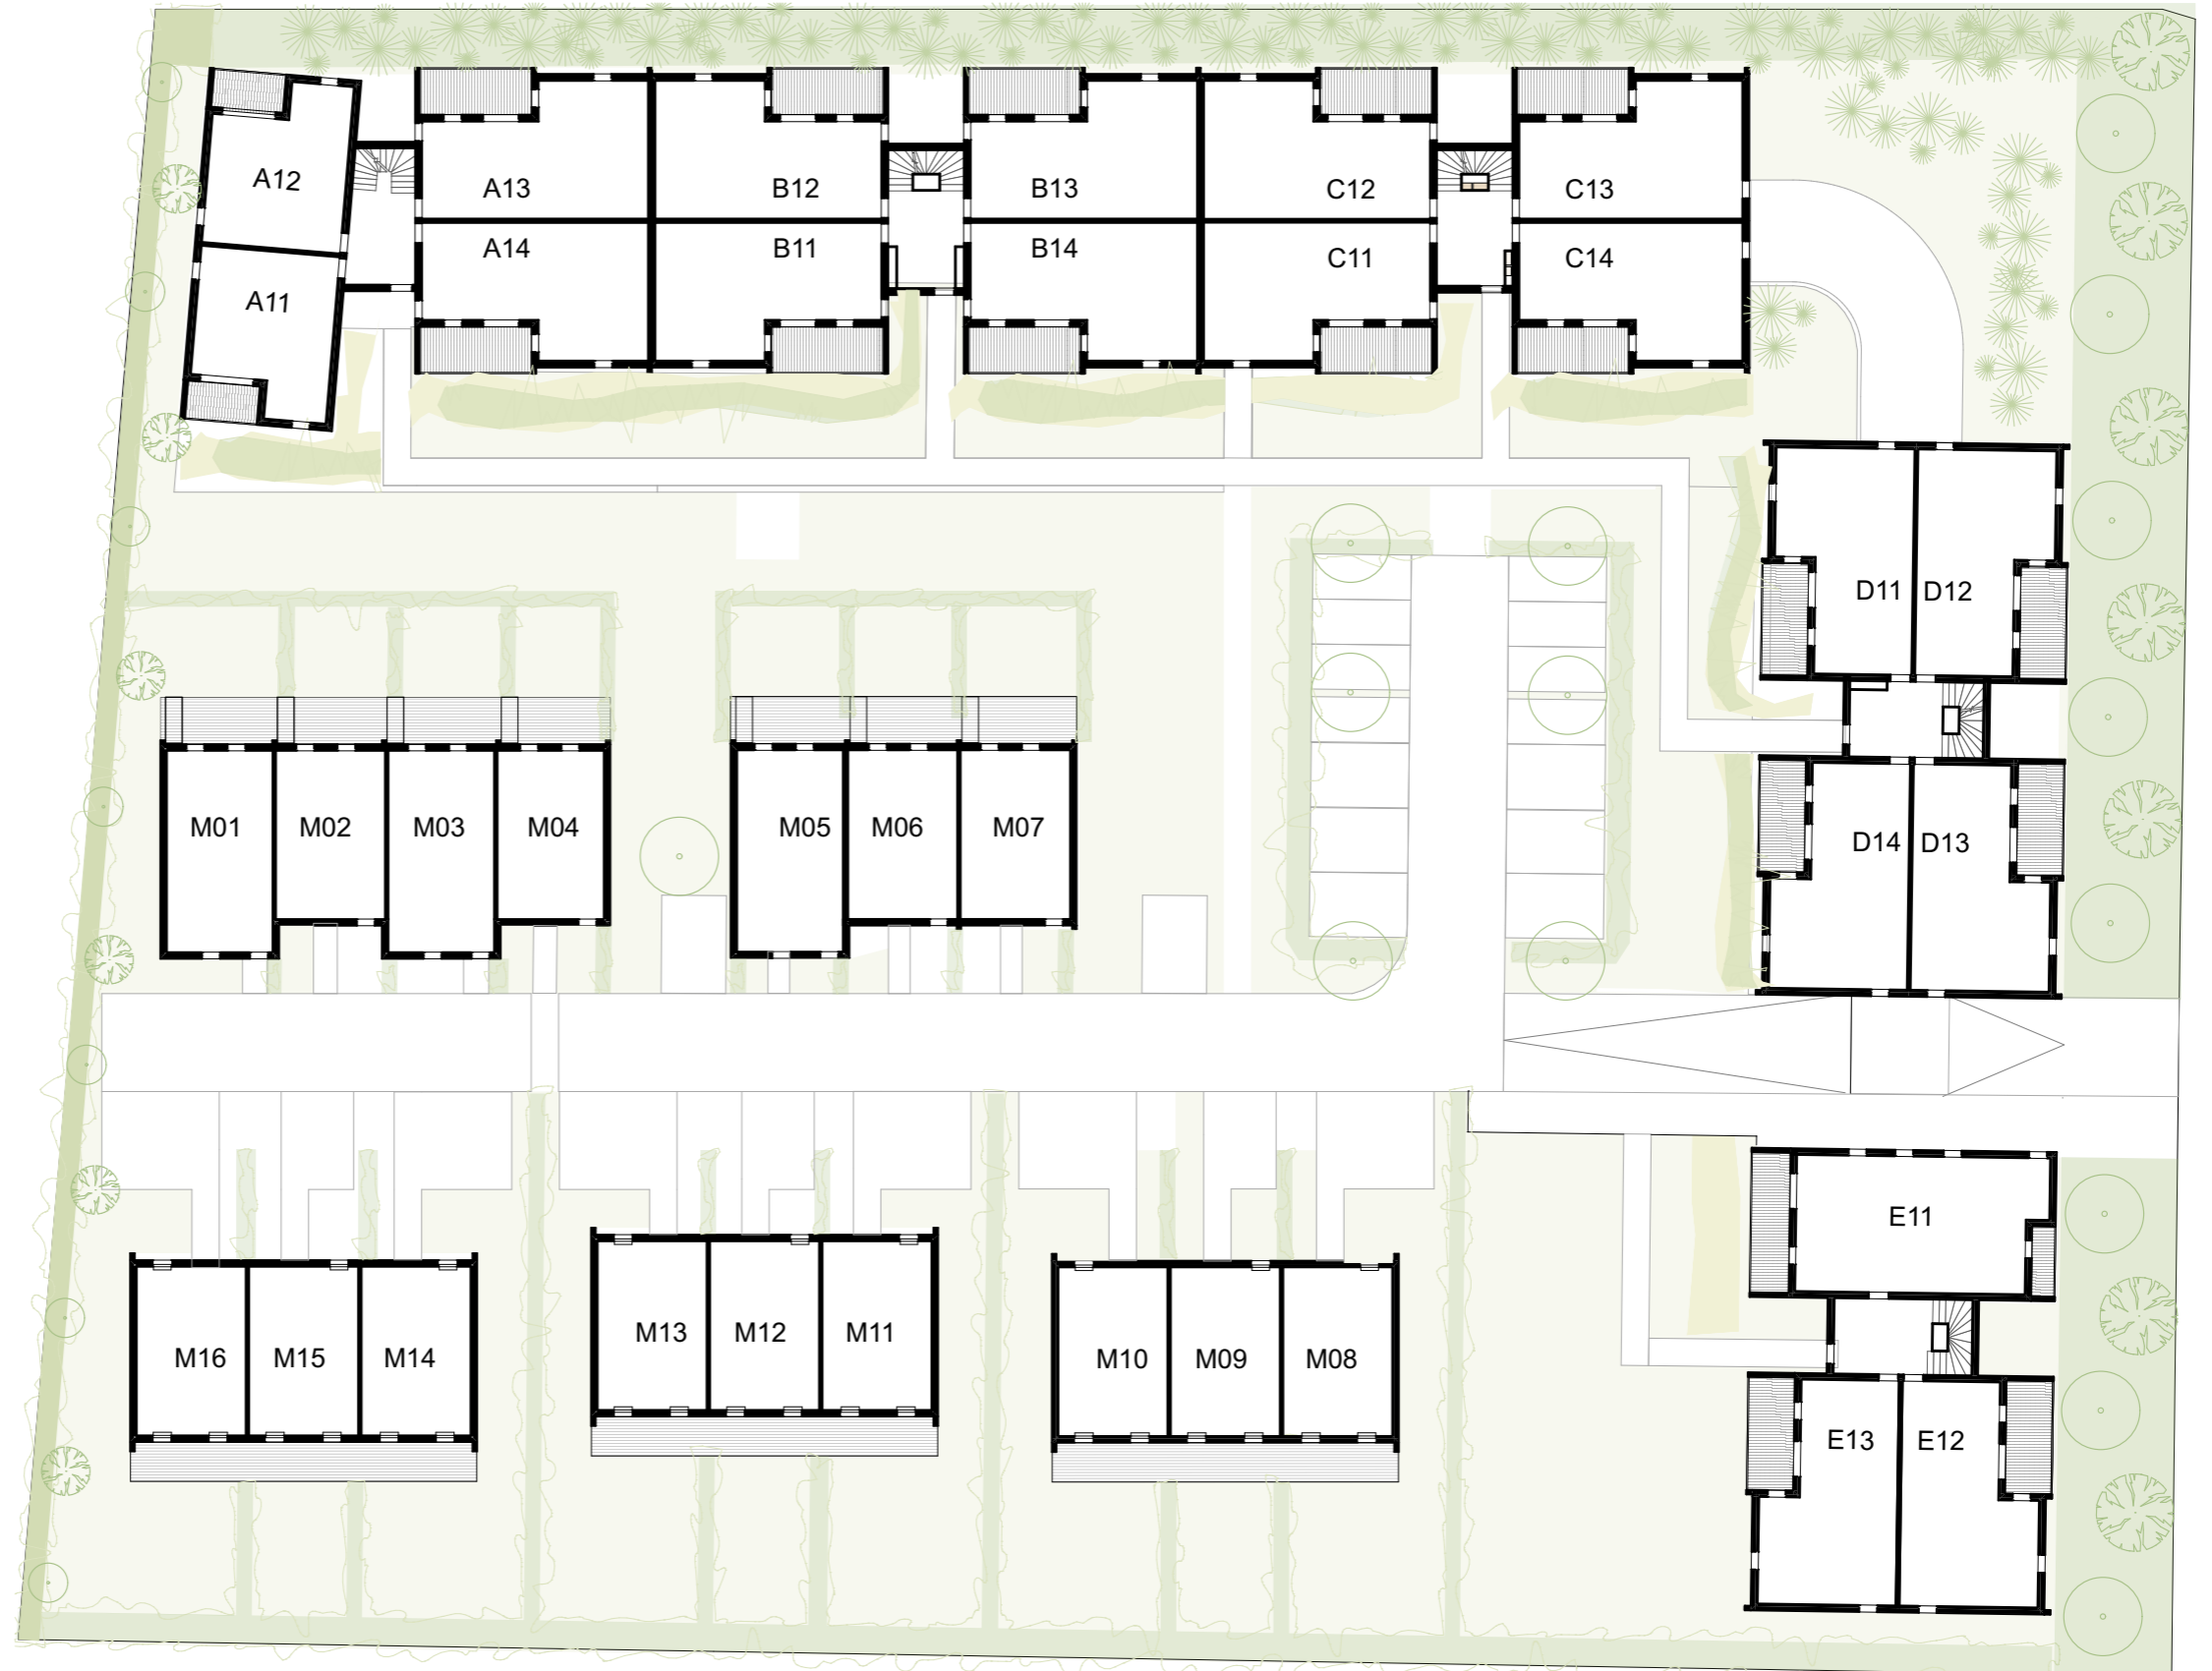 A12
A13 B12 B13 C12 C13
A14 B11 B14 C11 C14
A11
D11 D12
M01 M02 M03 M04 M05 M06 M07
D14 D13
E11
M13 M12 M11
M16 M15 M14 M10 M09 M08
E13 E12